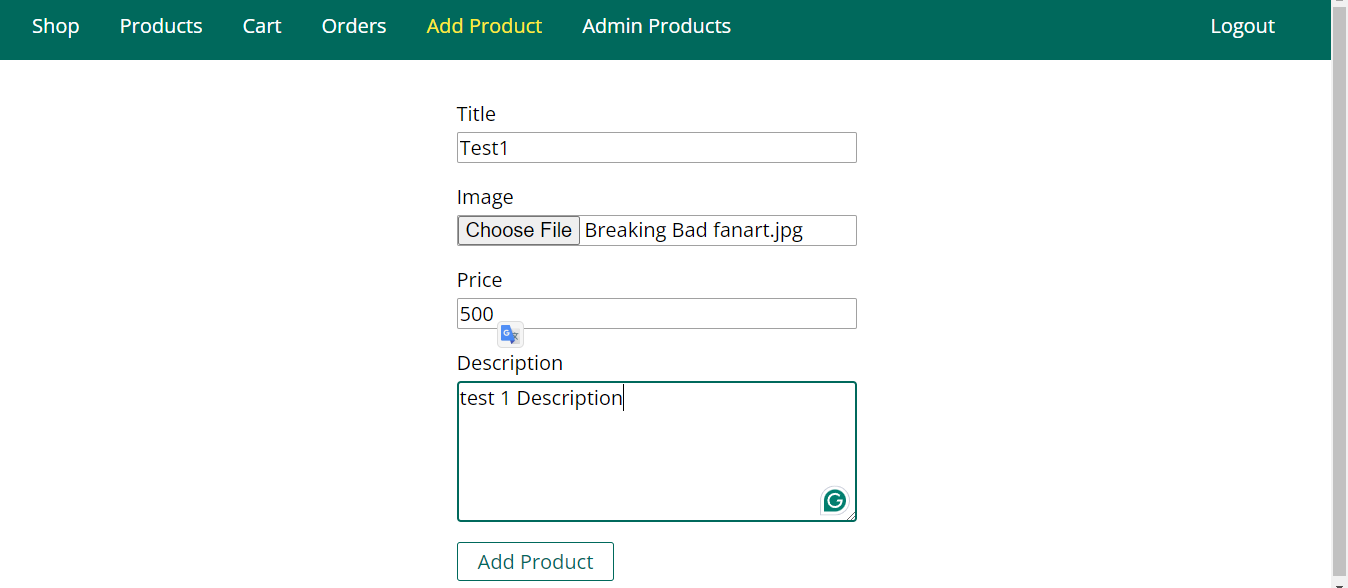 Shop Products Cart Orders Add Product Admin Products Logout
Title
Test1
Image
Choose File Breaking Bad fanart.jpg
Price
500
G
Description
test 1 Description
G
Add Product